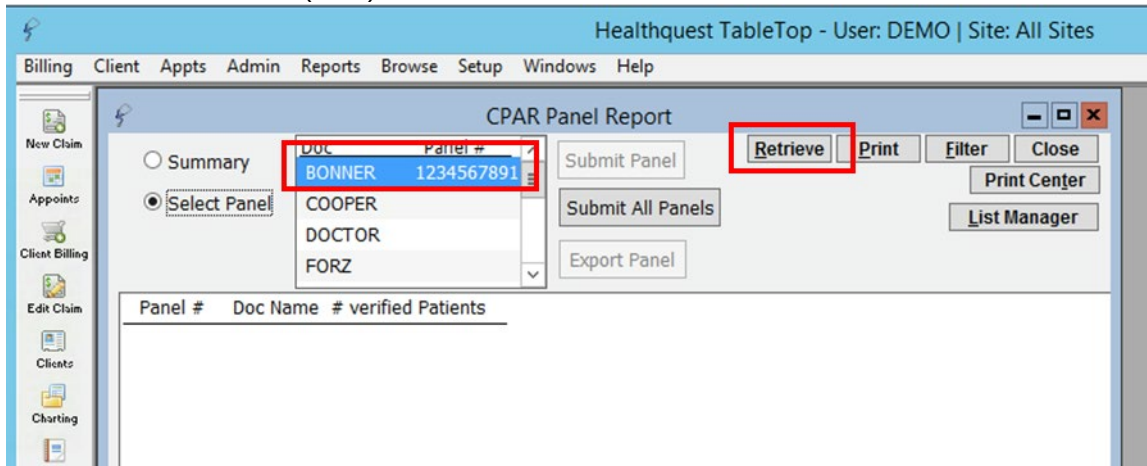 Healthquest TableTop - User: DEMO | Site: All Sites
Billing Client Appts Admin Reports Browse Setup Windows Help
CPAR Panel Report
New Claim
Appoints
Client Billing
Edit Claim
Clients
Charting
Summary
Select Panel
Doc Panel #
BONNER 1234567891
COOPER
DOCTOR
FORZ
Submit Panel
Submit All Panels
Export Panel
Retrieve Print Filter Close
Print Center
List Manager
Panel # Doc Name # verified Patients